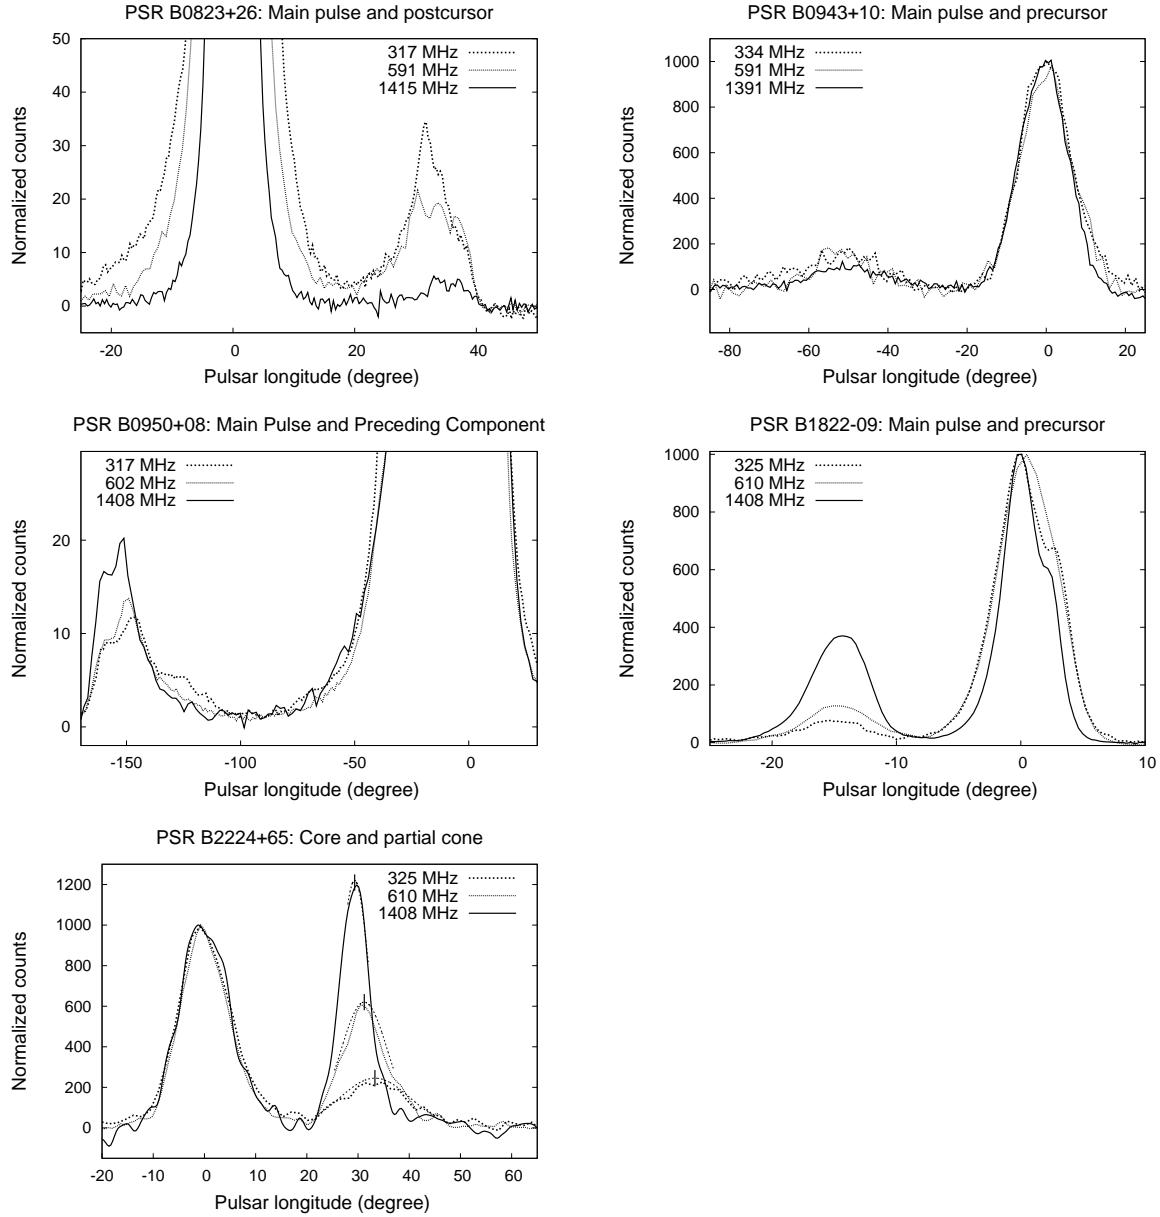 PSR B0823+26: Main pulse and postcursor
Normalized counts
50
40
30
20
10
0
317 MHz
591 MHz
1415 MHz
-20
0
20
40
Pulsar longitude (degree)
PSR B0943+10: Main pulse and precursor
Normalized counts
1000
800
600
400
200
0
334 MHz
591 MHz
1391 MHz
-80
-60
-40
-20
0
20
Pulsar longitude (degree)
PSR B0950+08: Main Pulse and Preceding Component
Normalized counts
20
10
0
317 MHz
602 MHz
1408 MHz
-150
-100
-50
0
Pulsar longitude (degree)
PSR B1822-09: Main pulse and precursor
Normalized counts
1000
800
600
400
200
0
325 MHz
610 MHz
1408 MHz
-20
-10
0
10
Pulsar longitude (degree)
PSR B2224+65: Core and partial cone
Normalized counts
1200
1000
800
600
400
200
0
325 MHz
610 MHz
1408 MHz
-20
-10
0
10
20
30
40
50
60
Pulsar longitude (degree)